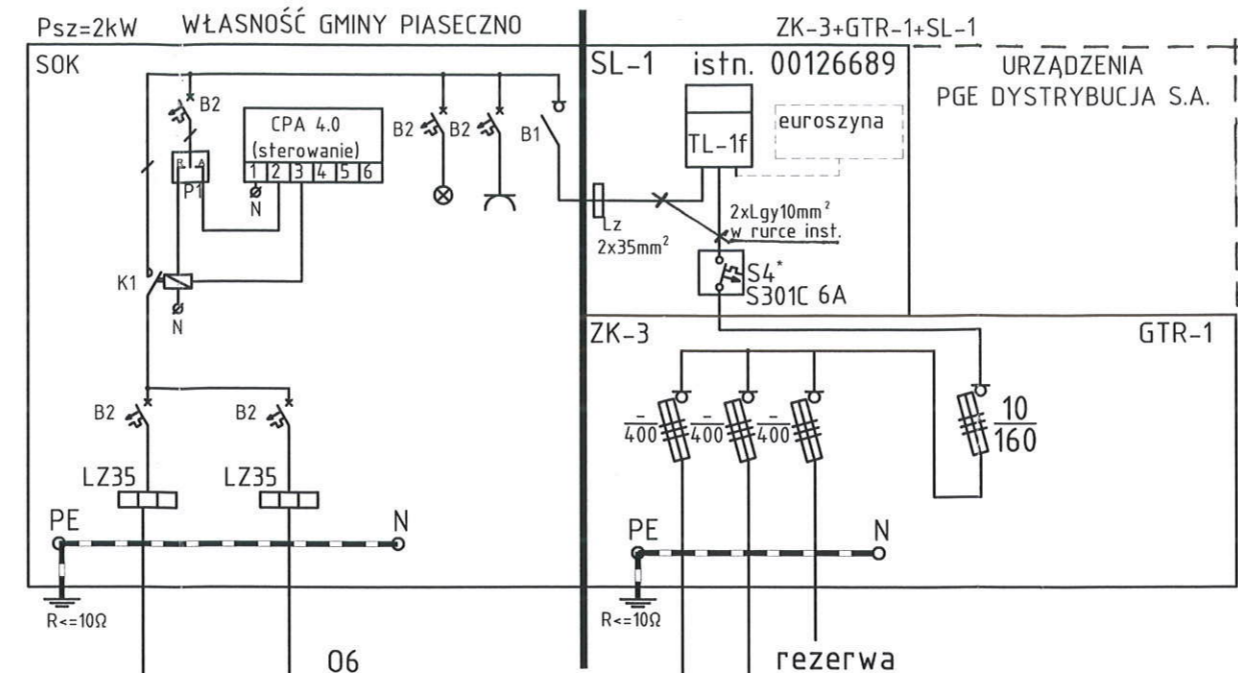 Psz=2kW WŁASNOŚĆ GMINY PIASECZNO
ZK-3+GTR-1+SL-1
SOK
SL-1 istn. 00126689
URZĄDZENIA
PGE DYSTRYBUCJA S.A.
B2
CPA 4.0
(sterowanie)
1 2 3 4 5 6
R A
P1
N
B2 B2 B1
TL-1f
euroszyna
Lz
2x35mm²
2xLgy10mm²
w rurce inst.
S4*
S301C 6A
K1
N
ZK-3
GTR-1
B2 B2
-/400 -/400 -/400
10/160
LZ35 LZ35
PE N
PE N
R<=10Ω
R<=10Ω
06
rezerwa